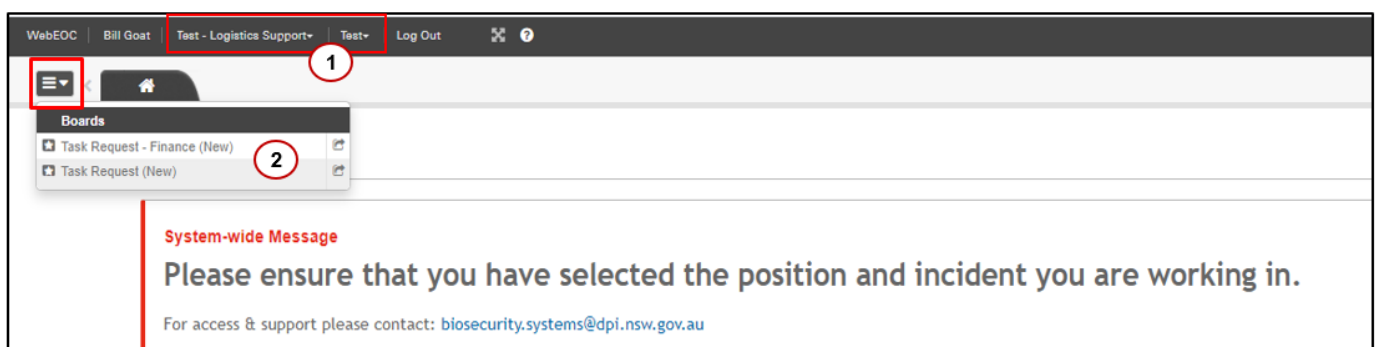 WebEOC Bill Goat Test - Logistics Support Test Log Out ?
1
Boards
Task Request - Finance (New)
2
Task Request (New)
System-wide Message
Please ensure that you have selected the position and incident you are working in.
For access & support please contact: biosecurity.systems@dpi.nsw.gov.au